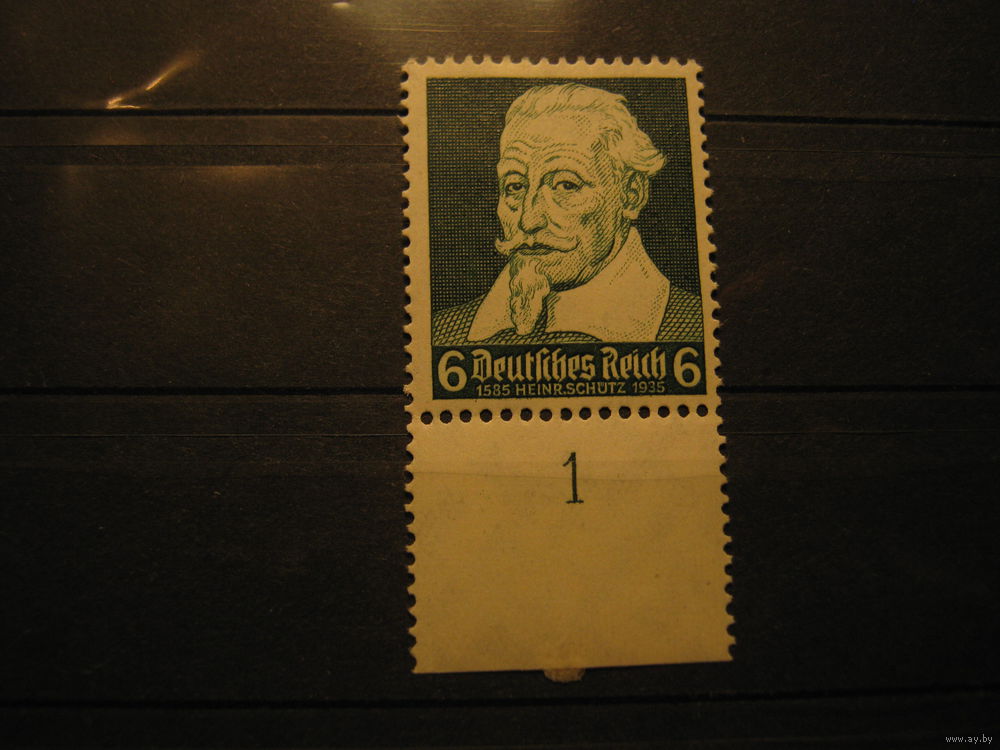 6 Deutsches Reich 6
1585 HEINR.SCHÜTZ 1935
1
www.ay.by